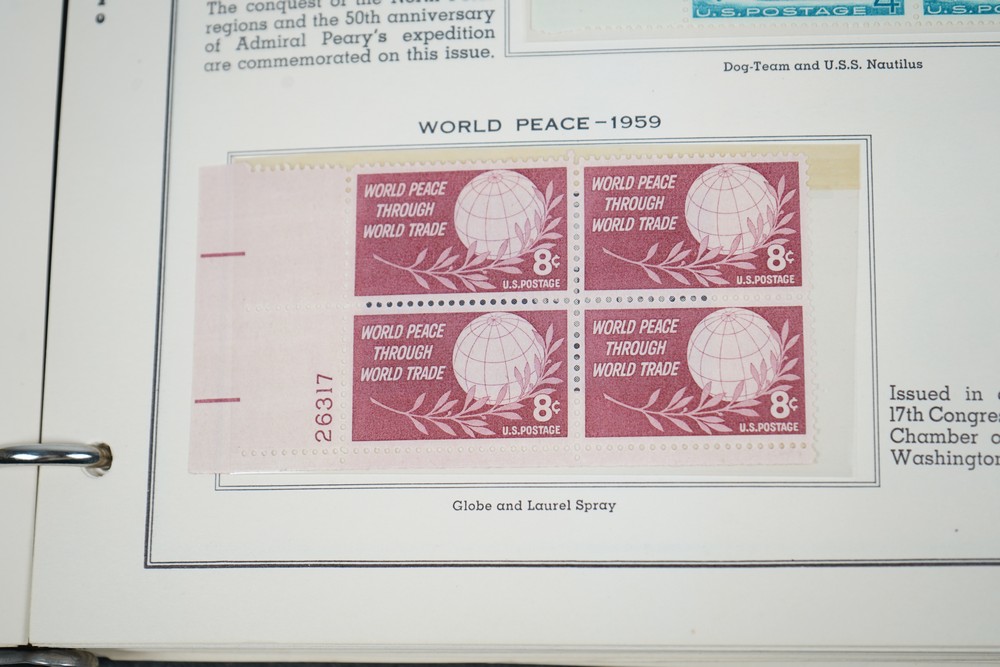 The conquest of the North
regions and the 50th anniversary
of Admiral Peary's expedition
are commemorated on this issue.
U.S. POSTAGE 4
U.S. PO
Dog-Team and U.S.S. Nautilus
WORLD PEACE – 1959
WORLD PEACE
THROUGH
WORLD TRADE
8¢
U.S. POSTAGE
WORLD PEACE
THROUGH
WORLD TRADE
8¢
U.S. POSTAGE
WORLD PEACE
THROUGH
WORLD TRADE
8¢
U.S. POSTAGE
WORLD PEACE
THROUGH
WORLD TRADE
8¢
U.S. POSTAGE
26317
Globe and Laurel Spray
Issued in
17th Congre
Chamber
Washington